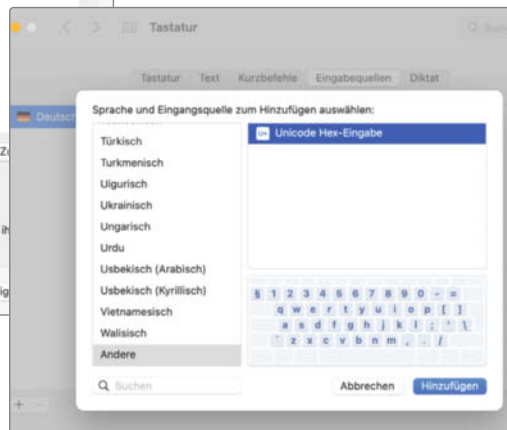 Tastatur
Tastatur Text Kurzbefehle Eingabequellen Diktat
Deutsch
Sprache und Eingangsquelle zum Hinzufügen auswählen:
Türkisch
Turkmenisch
Uigurisch
Ukrainisch
Ungarisch
Urdu
Usbekisch (Arabisch)
Usbekisch (Kyrillisch)
Vietnamesisch
Walisisch
Andere
Suchen
U+ Unicode Hex-Eingabe
§ 1 2 3 4 5 6 7 8 9 0 - =
q w e r t y u i o p [ ]
a s d f g h j k l ; ' \
` z x c v b n m , . /
Abbrechen Hinzufügen
+ −